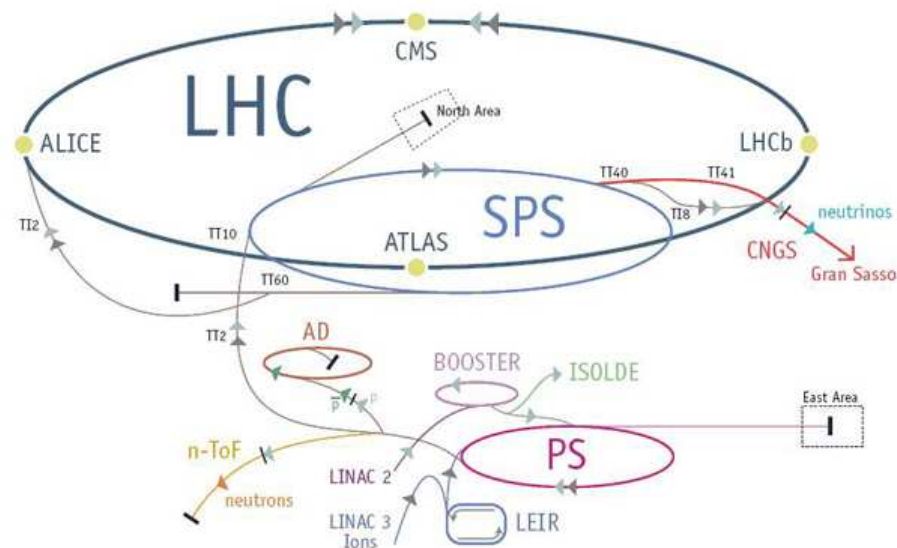 CMS
LHC
North Area
ALICE
LHCb
TT40
TT41
SPS
TI8
neutrinos
TI2
TT10
ATLAS
CNGS
Gran Sasso
TT60
TT2
AD
BOOSTER
ISOLDE
p
p
East Area
n-ToF
PS
LINAC 2
neutrons
LINAC 3
Ions
LEIR